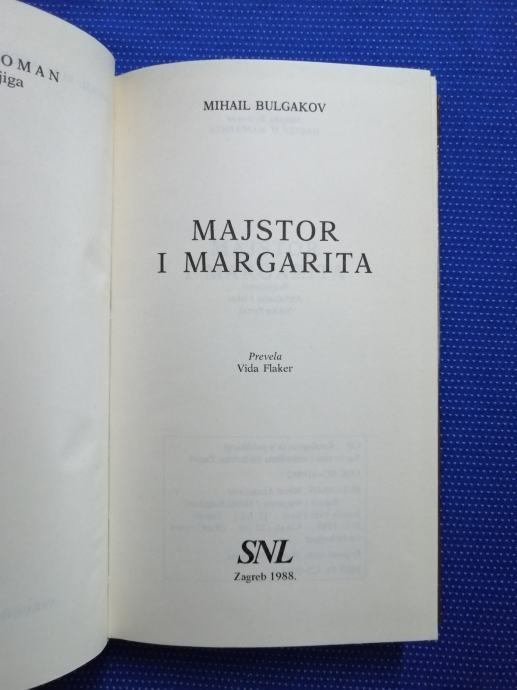 OMAN
jiga
MIHAIL BULGAKOV
MAJSTOR
I MARGARITA
Prevela
Vida Flaker
SNL
Zagreb 1988.